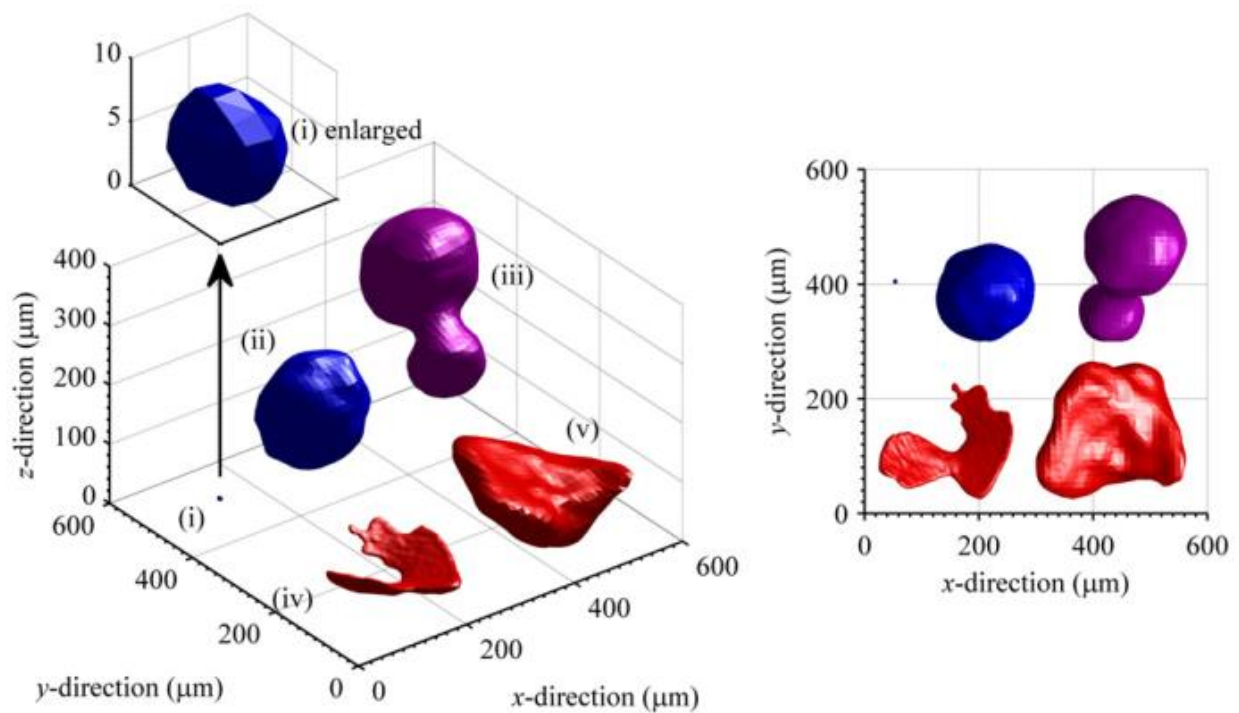 10
5
0
(i) enlarged
400
300
200
100
0
z-direction (μm)
(i)
(ii)
(iii)
(iv)
(v)
600
400
200
0
y-direction (μm)
0
200
400
600
x-direction (μm)
600
400
200
0
y-direction (μm)
0
200
400
600
x-direction (μm)